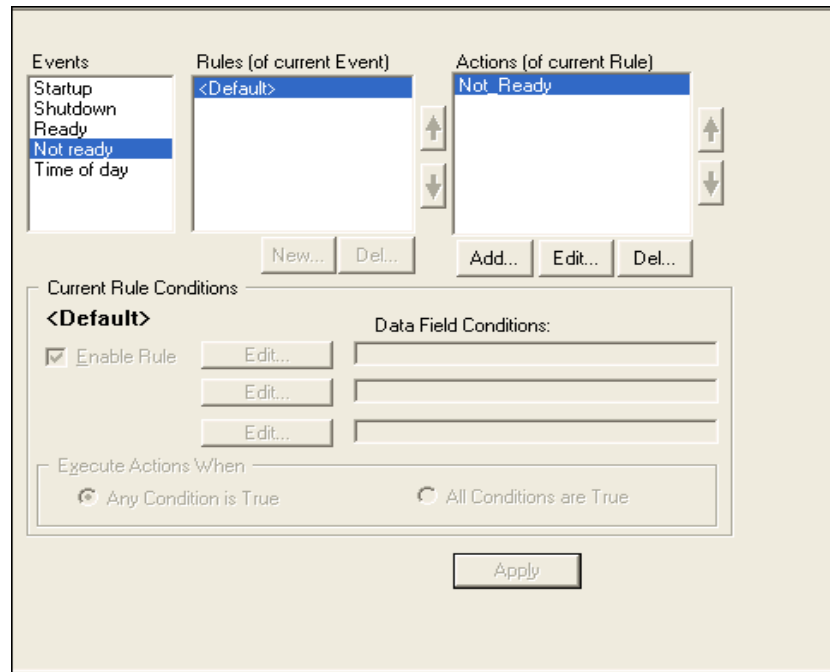 Events
Startup
Shutdown
Ready
Not ready
Time of day
Rules (of current Event)
<Default>
New...
Del...
Actions (of current Rule)
Not_Ready
Add...
Edit...
Del...
Current Rule Conditions
<Default>
Data Field Conditions:
Enable Rule
Edit...
Edit...
Edit...
Execute Actions When
Any Condition is True
All Conditions are True
Apply